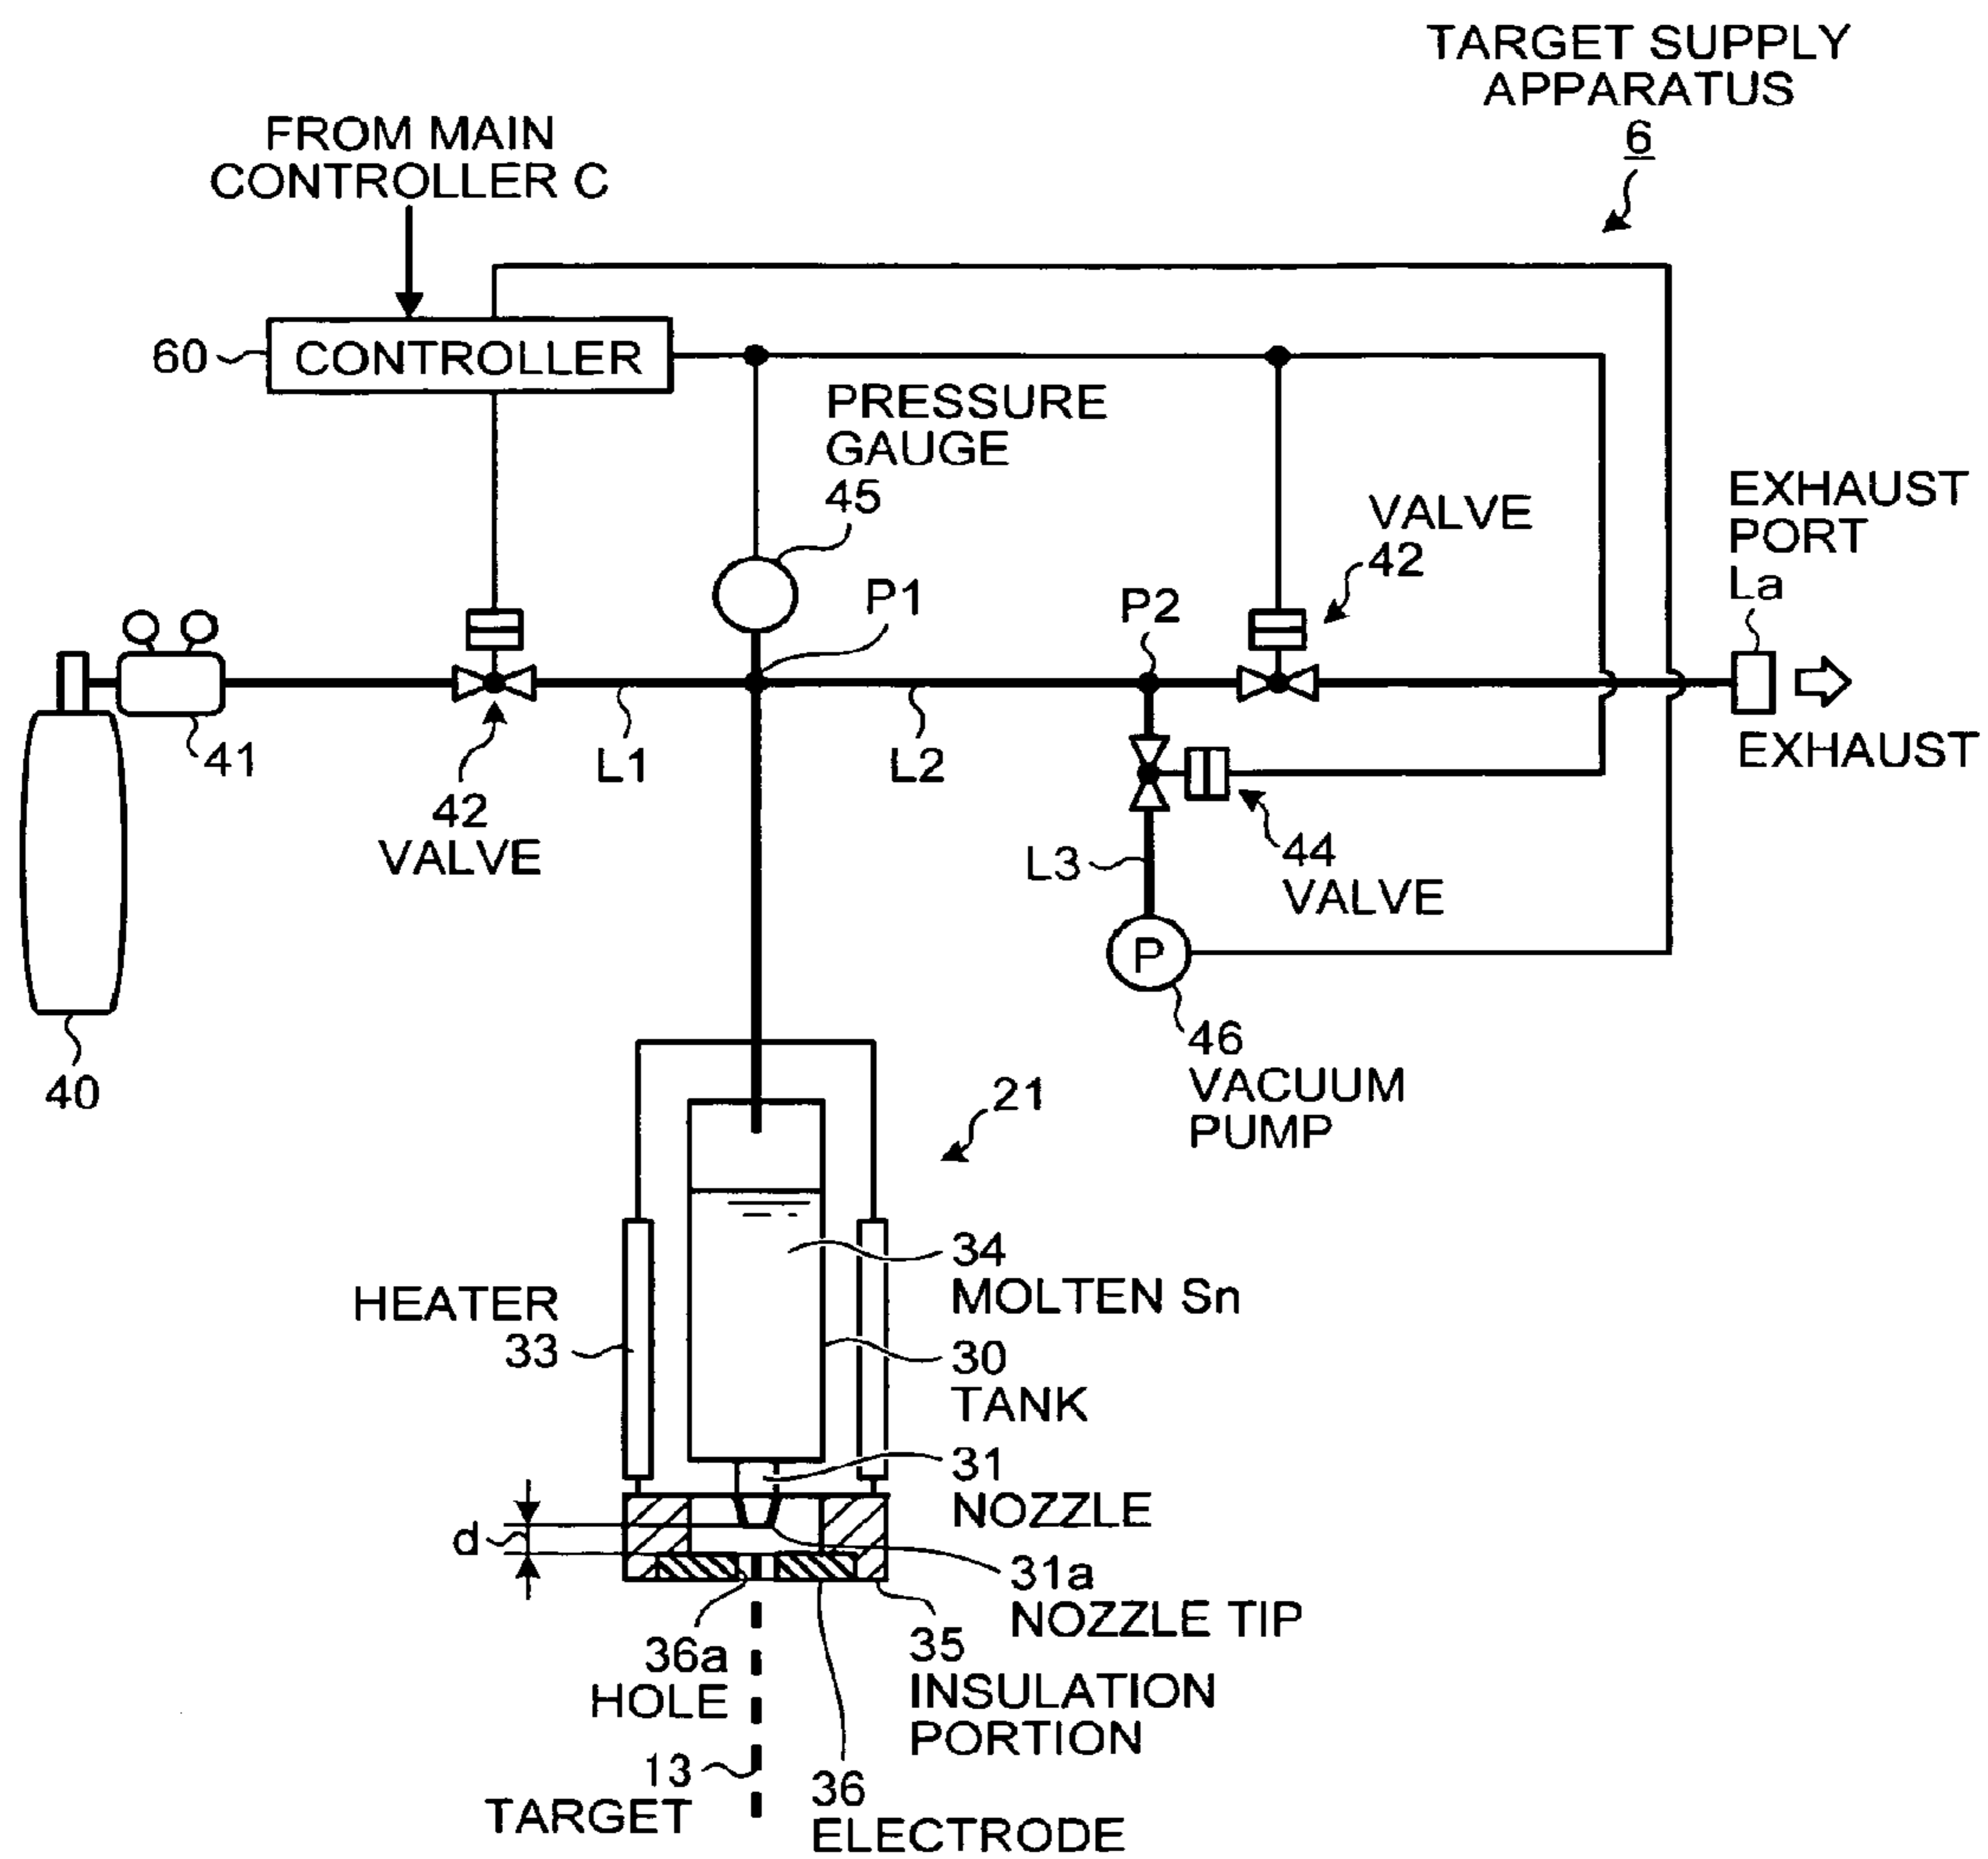 TARGET SUPPLY
APPARATUS
6
FROM MAIN
CONTROLLER C
60
CONTROLLER
PRESSURE
GAUGE
45
VALVE
42
EXHAUST
PORT
La
P1
P2
41
L1
L2
EXHAUST
42
VALVE
L3
44
VALVE
P
40
46
VACUUM
PUMP
21
34
MOLTEN Sn
HEATER
33
30
TANK
31
NOZZLE
d
31a
NOZZLE TIP
36a
HOLE
35
INSULATION
PORTION
13
TARGET
36
ELECTRODE